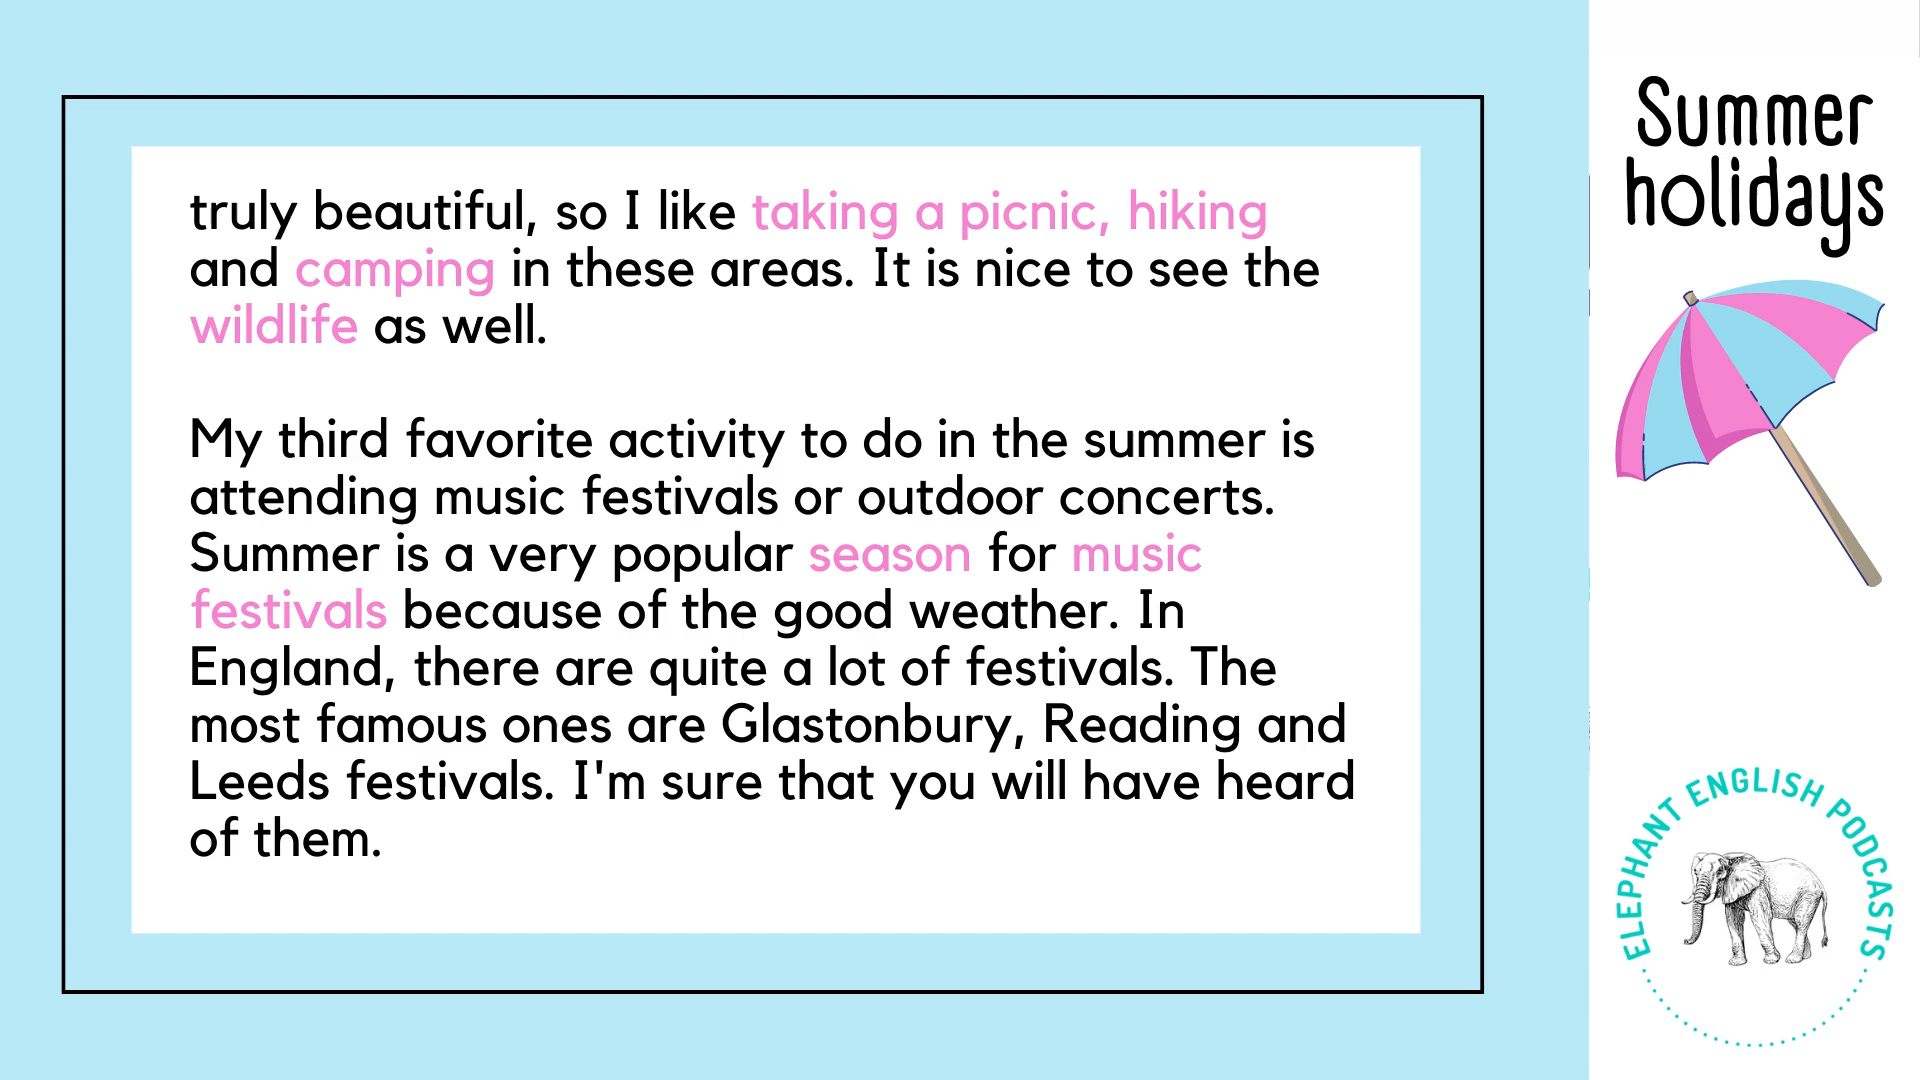 truly beautiful, so I like taking a picnic, hiking
and camping in these areas. It is nice to see the
wildlife as well.
My third favorite activity to do in the summer is
attending music festivals or outdoor concerts.
Summer is a very popular season for music
festivals because of the good weather. In
England, there are quite a lot of festivals. The
most famous ones are Glastonbury, Reading and
Leeds festivals. I'm sure that you will have heard
of them.
Summer
holidays
ELEPHANT ENGLISH PODCASTS